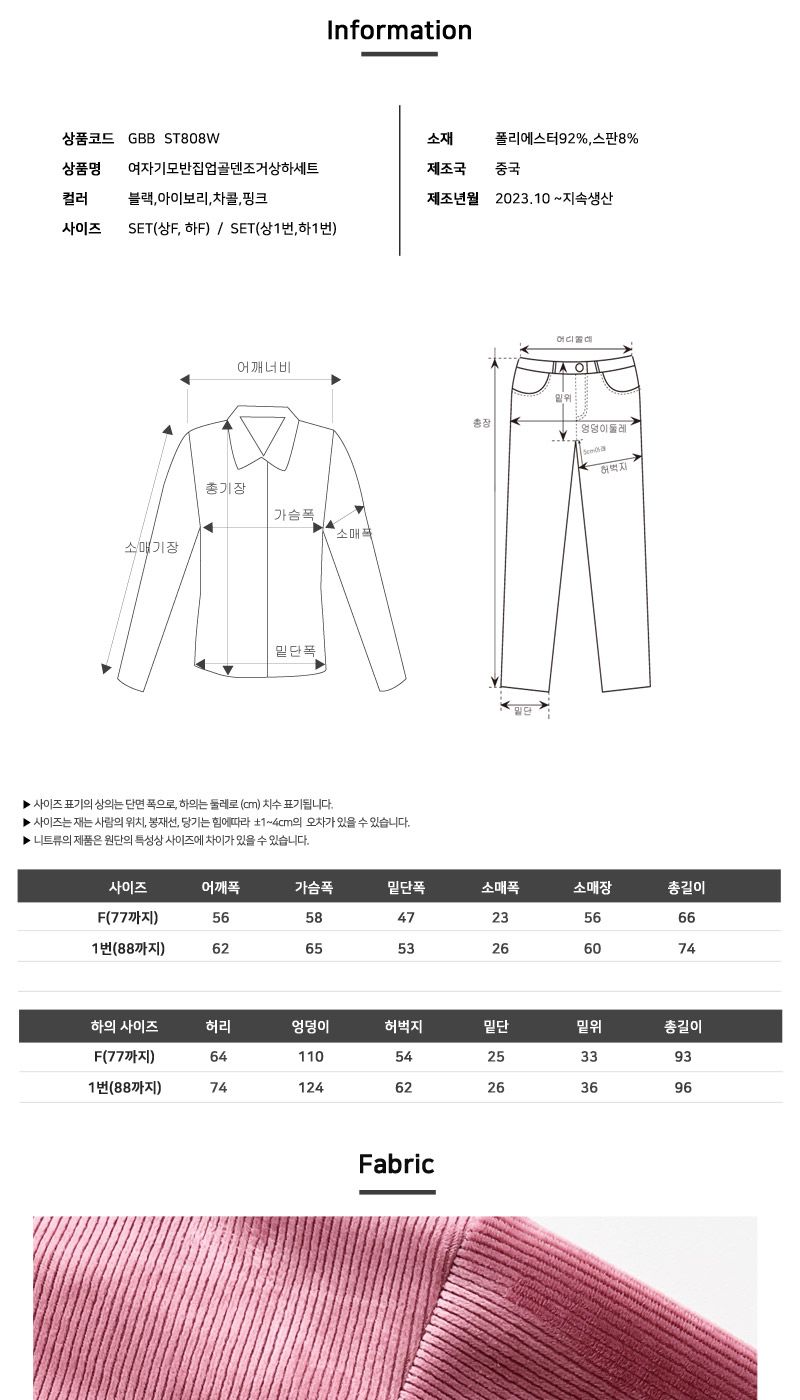 Information
상품코드 GBB ST808W
상품명 여자기모반집업골덴조거상하세트
컬러 블랙,아이보리,차콜,핑크
사이즈 SET(상F, 하F) / SET(상1번,하1번)
소재 폴리에스터92%,스판8%
제조국 중국
제조년월 2023.10 ~지속생산
어깨너비
총기장
가슴폭
소매폭
소매기장
밑단폭
허리둘레
밑위
총장
엉덩이둘레
5cm아래
허벅지
밑단
▶ 사이즈 표기의 상의는 단면 폭으로, 하의는 둘레로 (cm) 치수 표기됩니다.
▶ 사이즈는 재는 사람의 위치, 봉재선, 당기는 힘에따라 ±1~4cm의 오차가 있을 수 있습니다.
▶ 니트류의 제품은 원단의 특성상 사이즈에 차이가 있을 수 있습니다.
사이즈 어깨폭 가슴폭 밑단폭 소매폭 소매장 총길이
F(77까지) 56 58 47 23 56 66
1번(88까지) 62 65 53 26 60 74
하의 사이즈 허리 엉덩이 허벅지 밑단 밑위 총길이
F(77까지) 64 110 54 25 33 93
1번(88까지) 74 124 62 26 36 96
Fabric